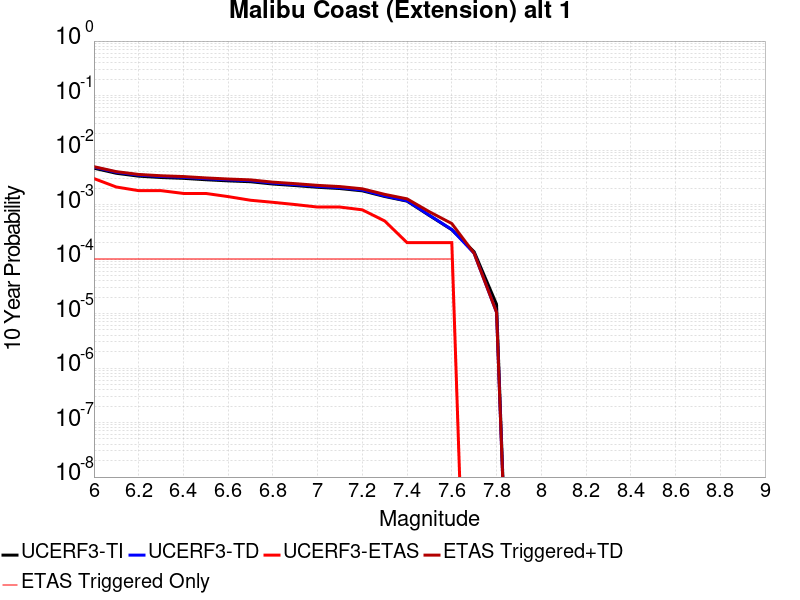 Malibu Coast (Extension) alt 1
10 Year Probability
10^0
10^-1
10^-2
10^-3
10^-4
10^-5
10^-6
10^-7
10^-8
6 6.2 6.4 6.6 6.8 7 7.2 7.4 7.6 7.8 8 8.2 8.4 8.6 8.8 9
Magnitude
UCERF3-TI UCERF3-TD UCERF3-ETAS ETAS Triggered+TD
ETAS Triggered Only